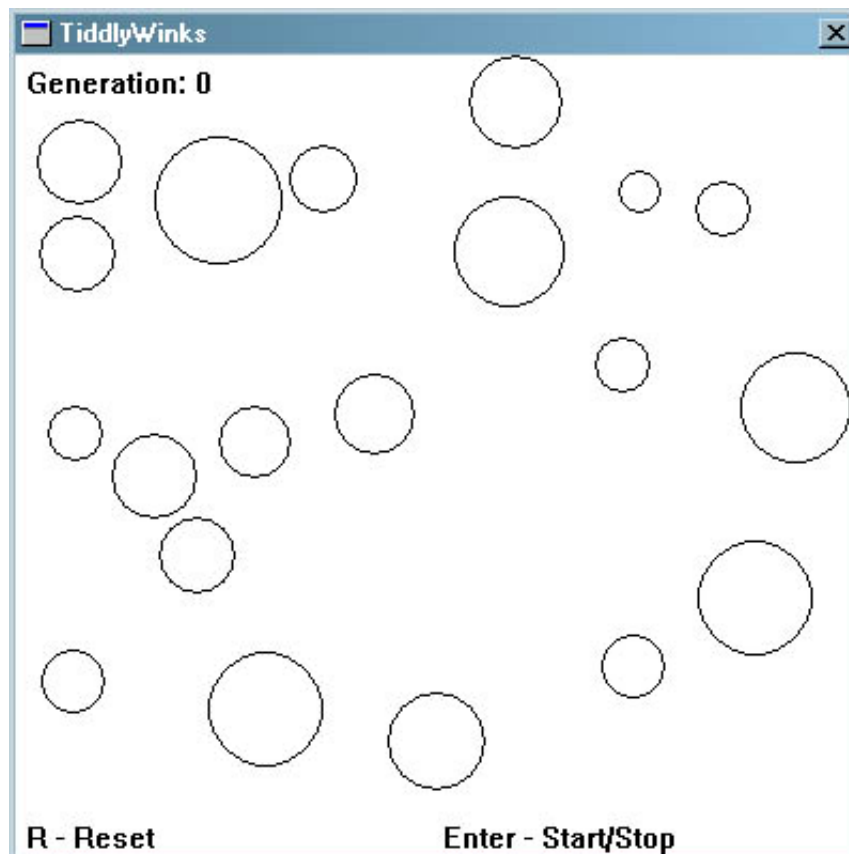 TiddlyWinks
Generation: 0
R - Reset
Enter - Start/Stop